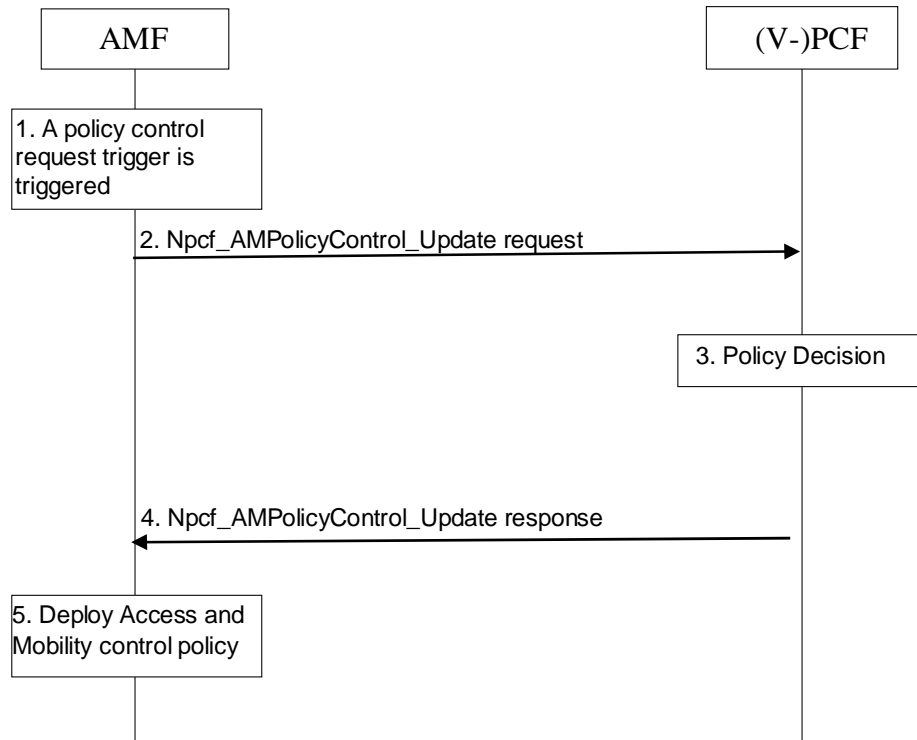 AMF
(V-)PCF
1. A policy control
request trigger is
triggered
2. Npcf_AMPolicyControl_Update request
3. Policy Decision
4. Npcf_AMPolicyControl_Update response
5. Deploy Access and
Mobility control policy